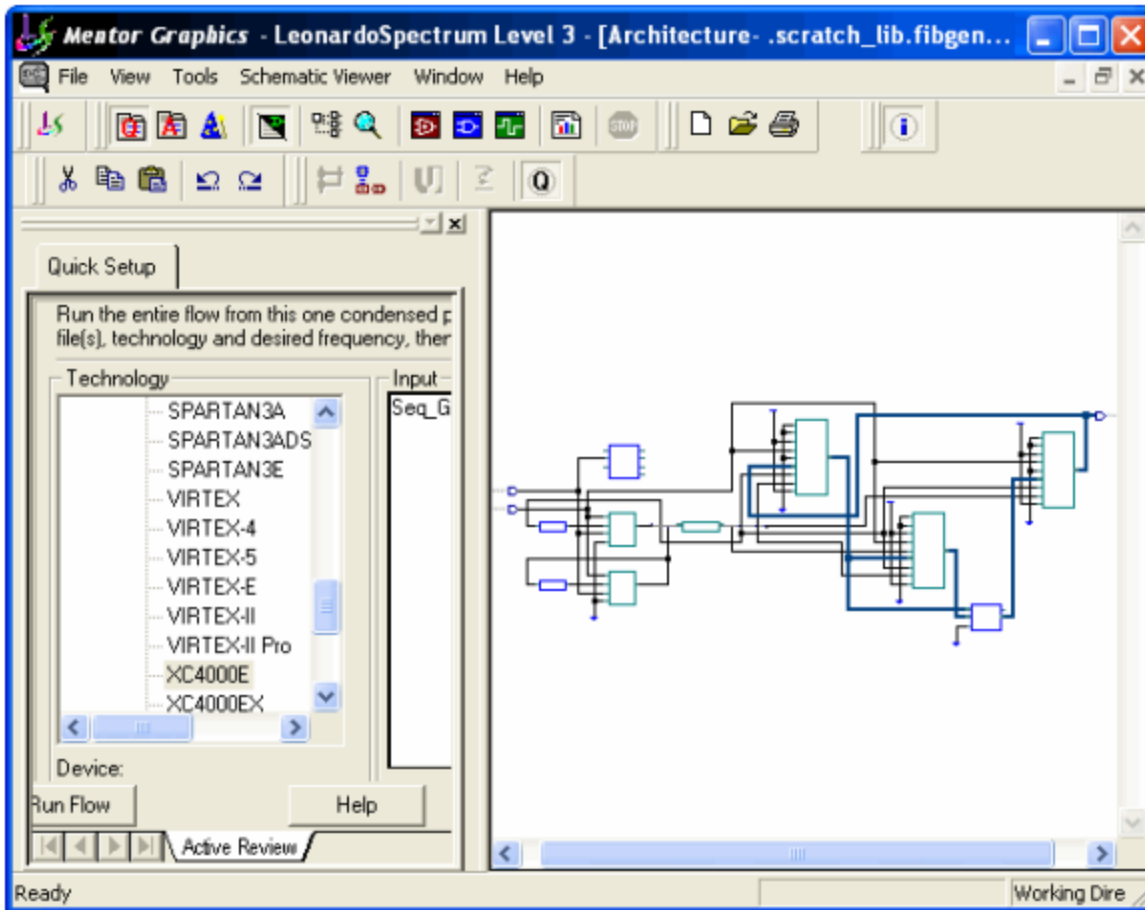 Mentor Graphics - LeonardoSpectrum Level 3 - [Architecture- .scratch_lib.fibgen...
File View Tools Schematic Viewer Window Help
STOP
Q
Quick Setup
Run the entire flow from this one condensed p
file(s), technology and desired frequency, ther
Technology
Input
SPARTAN3A
Seq_G
SPARTAN3ADS
SPARTAN3E
VIRTEX
VIRTEX-4
VIRTEX-5
VIRTEX-E
VIRTEX-II
VIRTEX-II Pro
XC4000E
XC4000EX
Device:
Run Flow
Help
Active Review
Ready
Working Dire